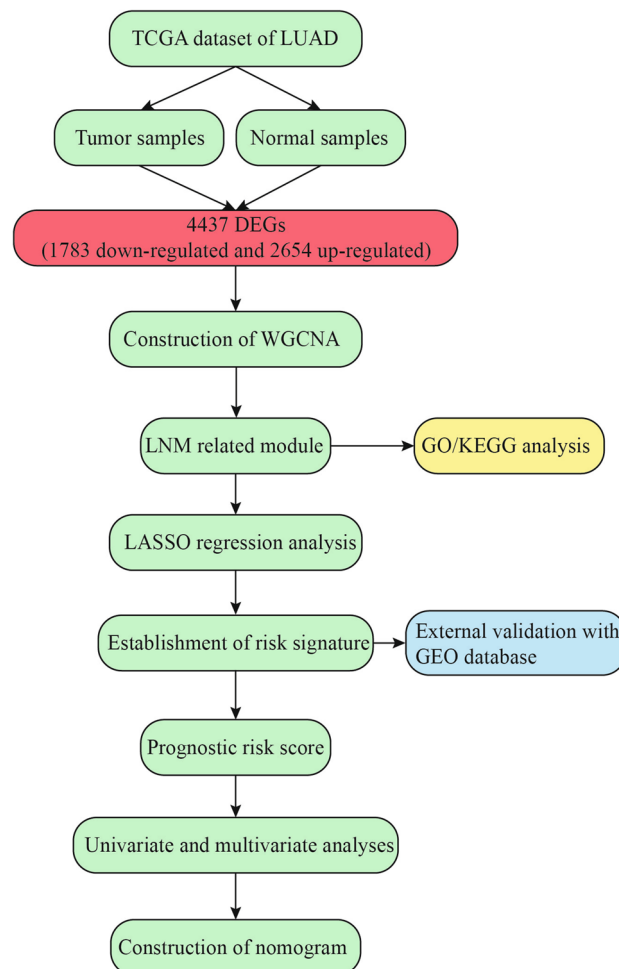 TCGA dataset of LUAD
Tumor samples
Normal samples
4437 DEGs
(1783 down-regulated and 2654 up-regulated)
Construction of WGCNA
LNM related module
GO/KEGG analysis
LASSO regression analysis
Establishment of risk signature
External validation with
GEO database
Prognostic risk score
Univariate and multivariate analyses
Construction of nomogram